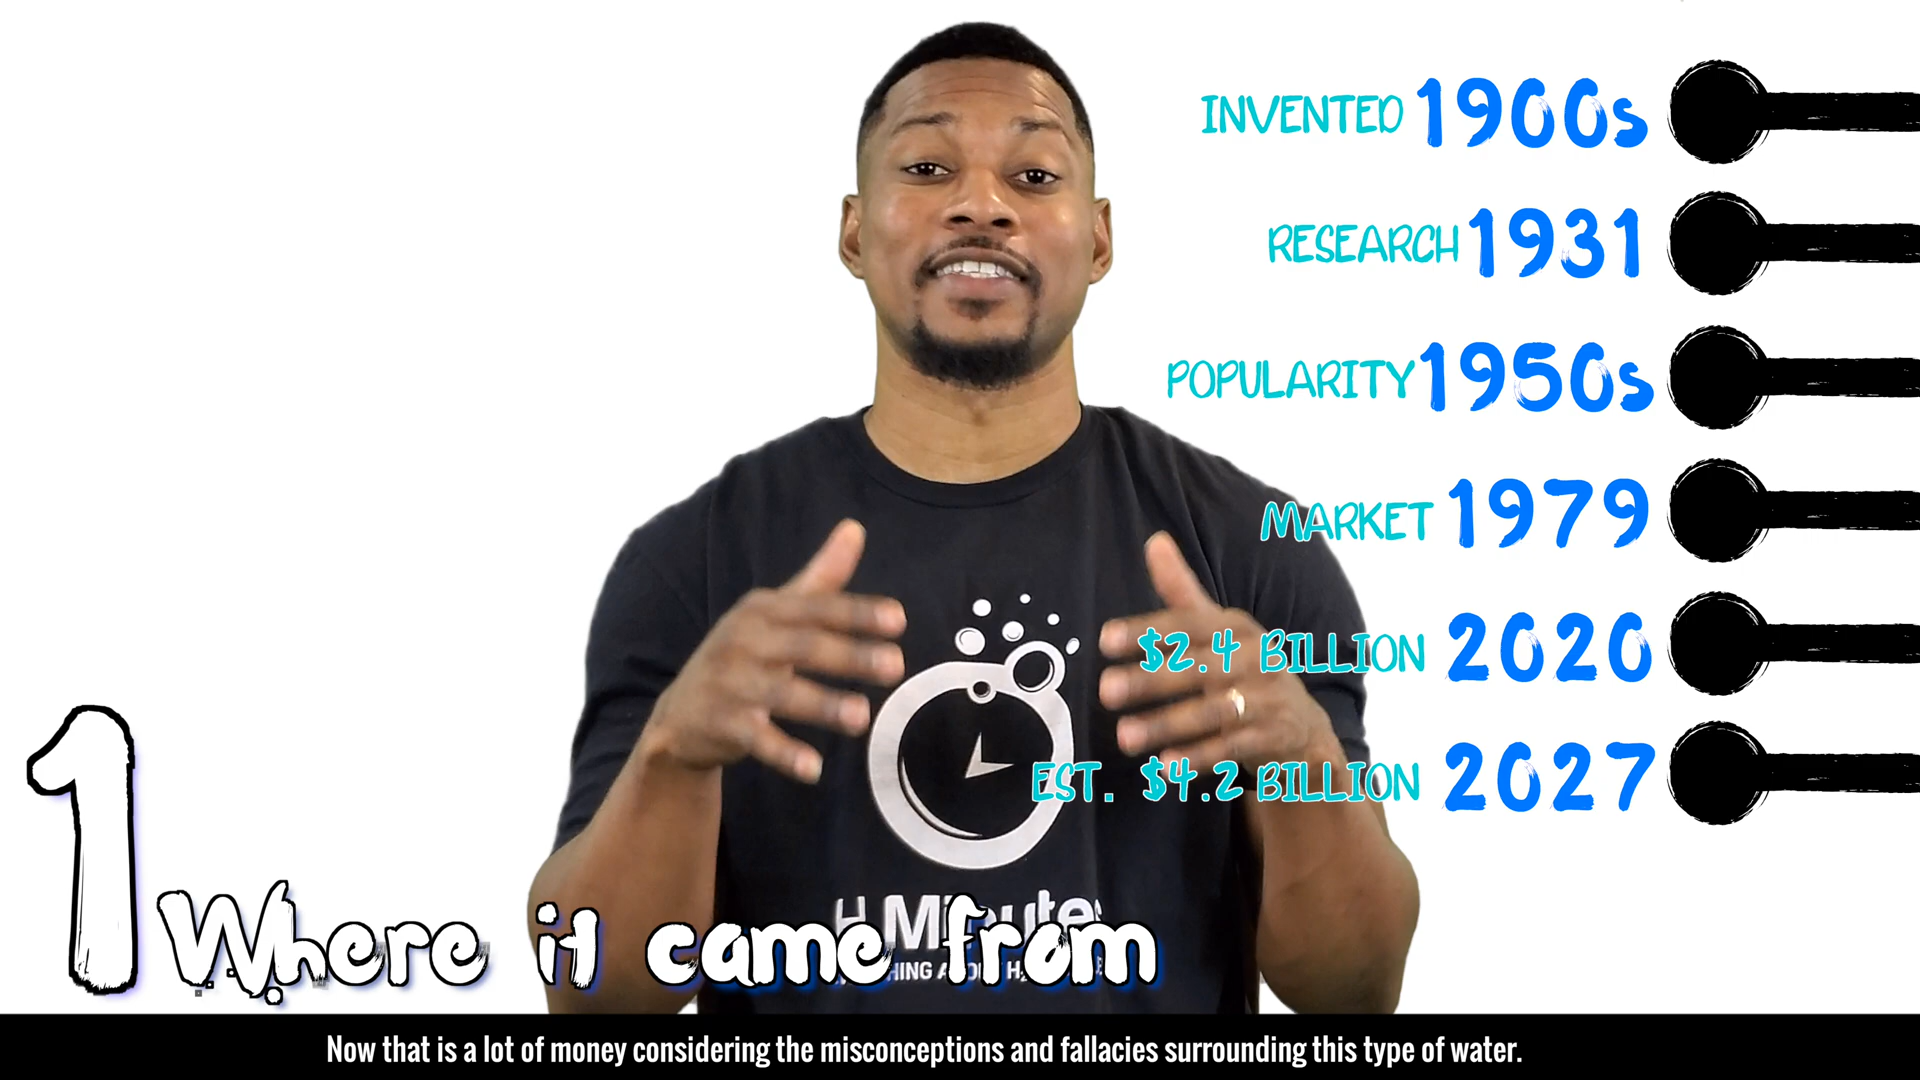 INVENTED 1900s
RESEARCH 1931
POPULARITY 1950s
MARKET 1979
$2.4 BILLION 2020
EST. $4.2 BILLION 2027
1 Where it came from
Now that is a lot of money considering the misconceptions and fallacies surrounding this type of water.